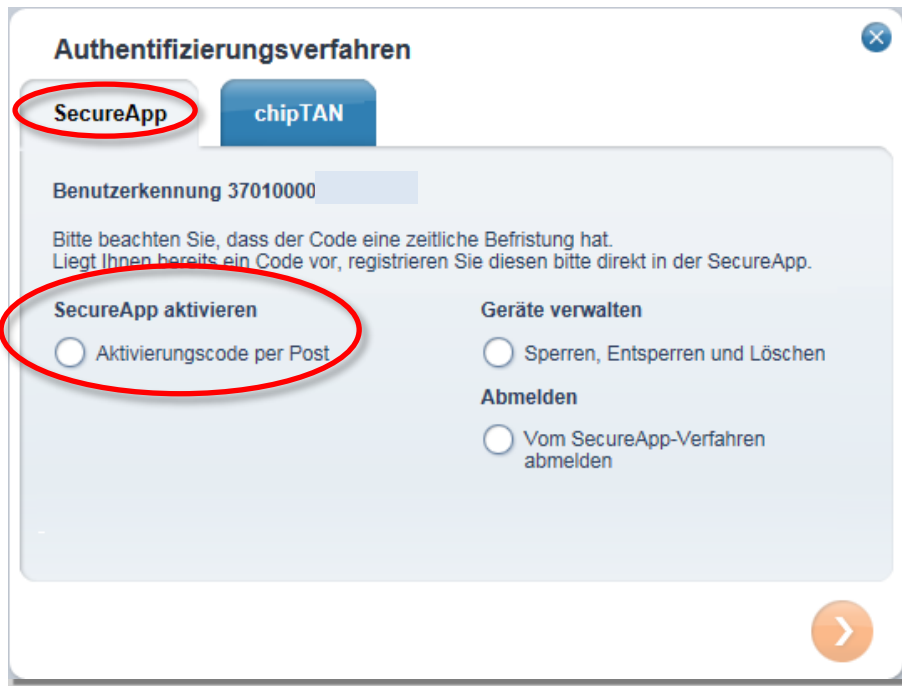 Authentifizierungsverfahren
SecureApp
chipTAN
Benutzerkennung 37010000
Bitte beachten Sie, dass der Code eine zeitliche Befristung hat.
Liegt Ihnen bereits ein Code vor, registrieren Sie diesen bitte direkt in der SecureApp.
SecureApp aktivieren
Aktivierungscode per Post
Geräte verwalten
Sperren, Entsperren und Löschen
Abmelden
Vom SecureApp-Verfahren
abmelden